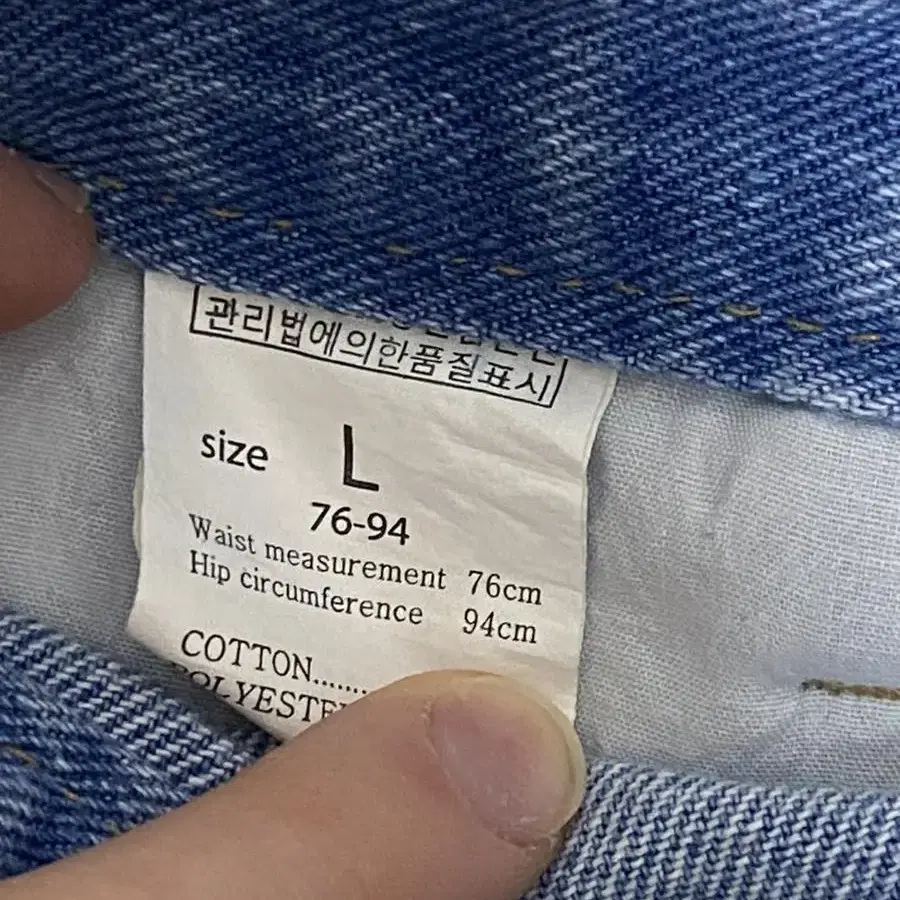 관리법에의한품질표시
size L
76-94
Waist measurement 76cm
Hip circumference 94cm
COTTON.......